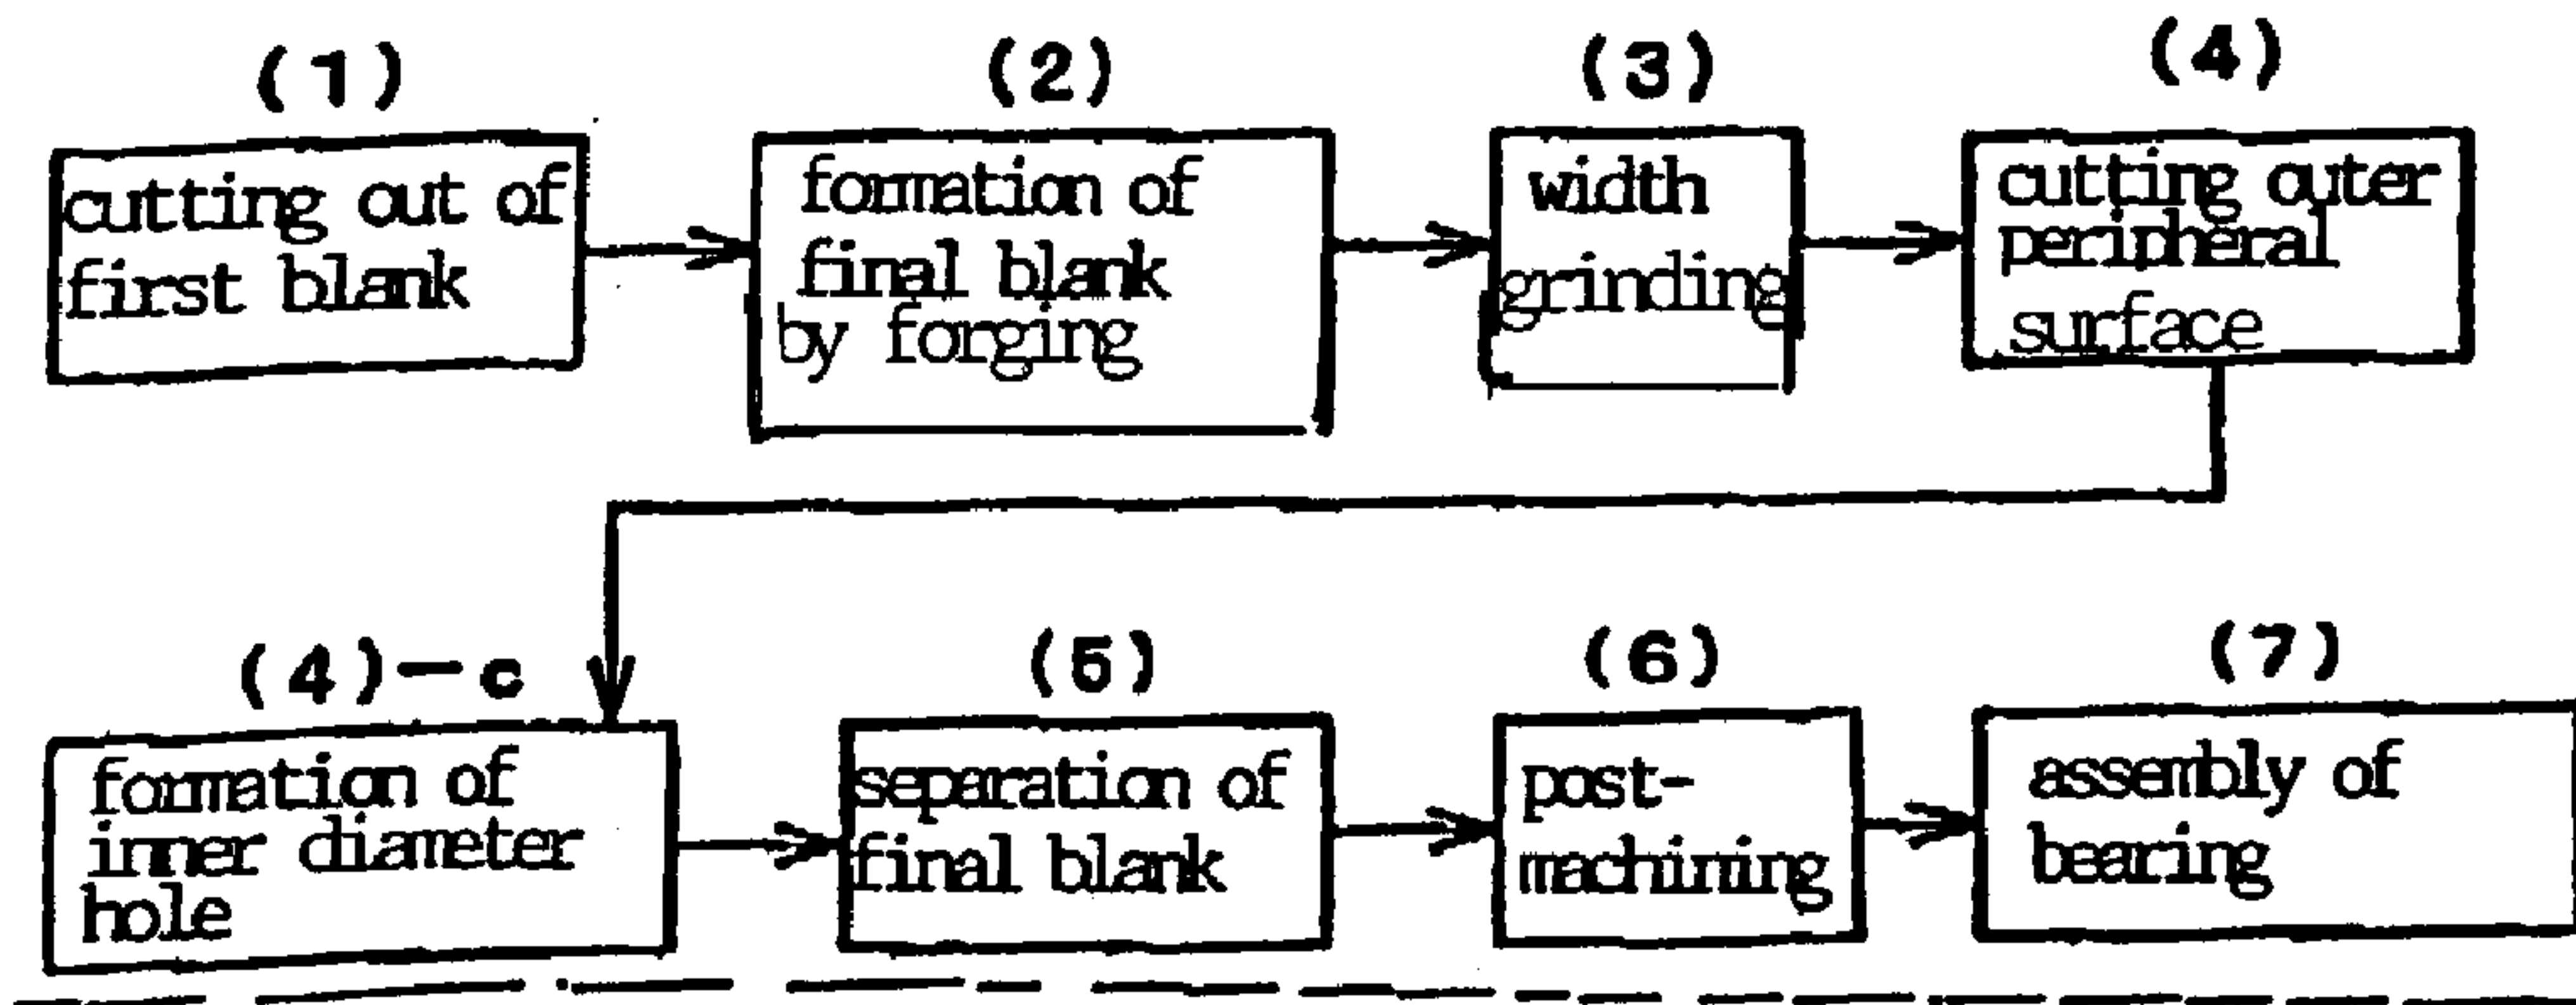 (1)
cutting out of
first blank
(2)
formation of
final blank
by forging
(3)
width
grinding
(4)
cutting outer
peripheral
surface
(4)-c
formation of
inner diameter
hole
(5)
separation of
final blank
(6)
post-
machining
(7)
assembly of
bearing